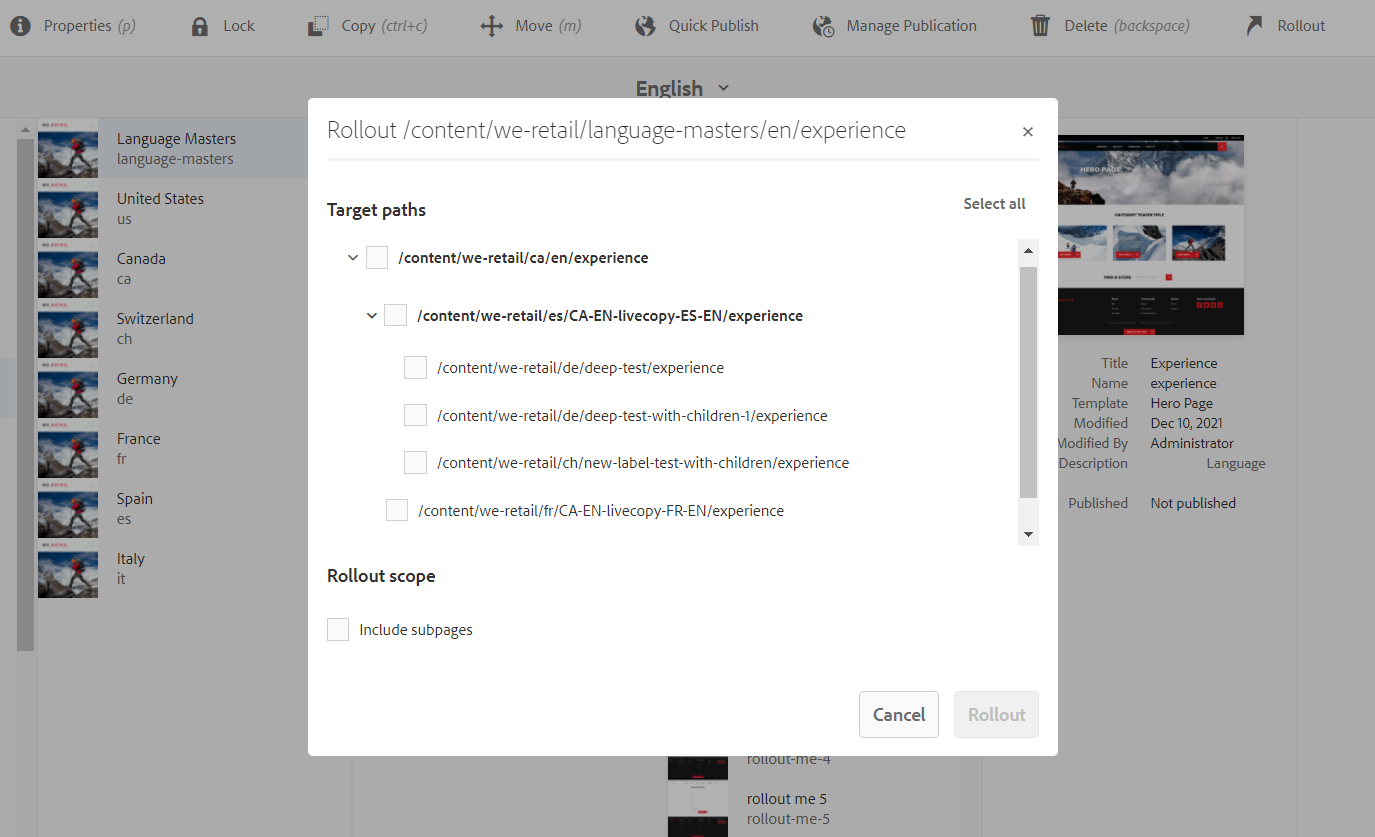 Properties (p)
Lock
Copy (ctrl+c)
Move (m)
Quick Publish
Manage Publication
Delete (backspace)
Rollout
English
Language Masters
language-masters
United States
us
Canada
ca
Switzerland
ch
Germany
de
France
fr
Spain
es
Italy
it
Rollout /content/we-retail/language-masters/en/experience
Target paths
Select all
/content/we-retail/ca/en/experience
/content/we-retail/es/CA-EN-livecopy-ES-EN/experience
/content/we-retail/de/deep-test/experience
/content/we-retail/de/deep-test-with-children-1/experience
/content/we-retail/ch/new-label-test-with-children/experience
/content/we-retail/fr/CA-EN-livecopy-FR-EN/experience
Rollout scope
Include subpages
Cancel
Rollout
HERO PAGE
CATEGORY TEASER TITLE
Title Experience
Name experience
Template Hero Page
Modified Dec 10, 2021
Modified By Administrator
Description Language
Published Not published
rollout-me-4
rollout me 5
rollout-me-5